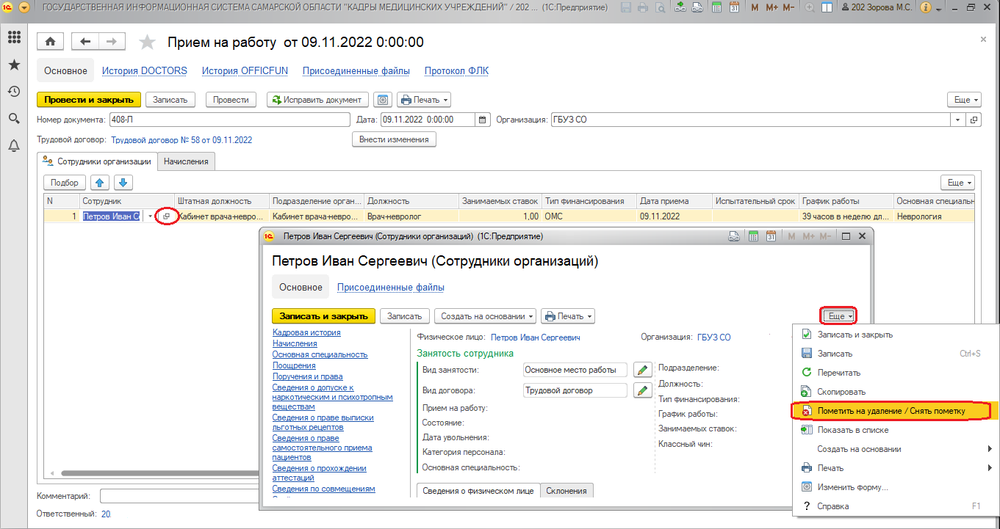 ГОСУДАРСТВЕННАЯ ИНФОРМАЦИОННАЯ СИСТЕМА САМАРСКОЙ ОБЛАСТИ "КАДРЫ МЕДИЦИНСКИХ УЧРЕЖДЕНИЙ" / 202 ... (1С:Предприятие) 31 M M+ M- 202 Зорова М.С.
Прием на работу от 09.11.2022 0:00:00
Основное История DOCTORS История OFFICFUN Присоединенные файлы Протокол ФЛК
Провести и закрыть Записать Провести Исправить документ Печать Еще
Номер документа: 408-Л Дата: 09.11.2022 0:00:00 Организация: ГБУЗ СО
Трудовой договор: Трудовой договор № 58 от 09.11.2022 Внести изменения
Сотрудники организации Начисления
Подбор Еще
N Сотрудник Штатная должность Подразделение орган... Должность Занимаемых ставок Тип финансирования Дата приема Испытательный срок График работы Основная специальн
1 Петров Иван С Кабинет врача-невро... Кабинет врача-невро... Врач-невролог 1,00 ОМС 09.11.2022 39 часов в неделю дл... Неврология
Петров Иван Сергеевич (Сотрудники организаций) (1С:Предприятие) 31 M M+ M-
Петров Иван Сергеевич (Сотрудники организаций)
Основное Присоединенные файлы
Записать и закрыть Записать Создать на основании Печать Еще
Кадровая история
Начисления
Основная специальность
Поощрения
Поручения и права
Сведения о допуске к
наркотическим и психотропным
веществам
Сведения о праве выписки
льготных рецептов
Сведения о праве
самостоятельного приема
пациентов
Сведения о прохождении
аттестаций
Сведения по совмещениям
Физическое лицо: Петров Иван Сергеевич Организация: ГБУЗ СО
Занятость сотрудника
Вид занятости: Основное место работы
Вид договора: Трудовой договор
Прием на работу:
Состояние:
Дата увольнения:
Категория персонала:
Основная специальность:
Подразделение:
Должность:
Тип финансирования:
График работы:
Занимаемых ставок:
Классный чин:
Сведения о физическом лице Склонения
Записать и закрыть
Записать Ctrl+S
Перечитать
Скопировать
Пометить на удаление / Снять пометку
Показать в списке
Создать на основании
Печать
Изменить форму...
? Справка F1
Комментарий:
Ответственный: 20